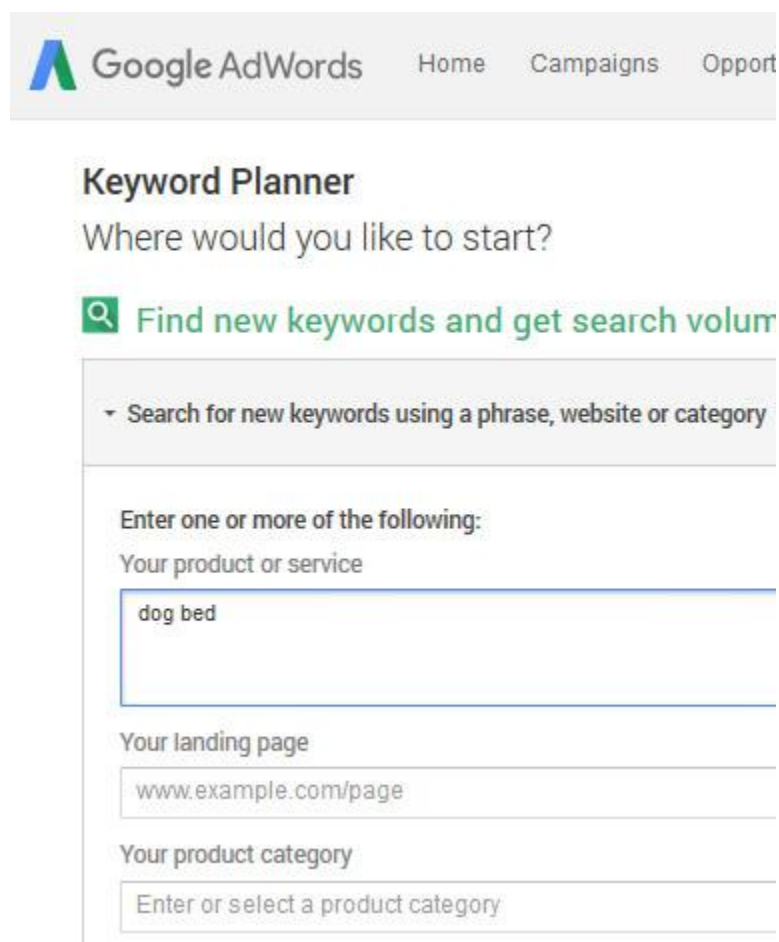 Google AdWords Home Campaigns Opport
Keyword Planner
Where would you like to start?
Find new keywords and get search volum
Search for new keywords using a phrase, website or category
Enter one or more of the following:
Your product or service
dog bed
Your landing page
www.example.com/page
Your product category
Enter or select a product category